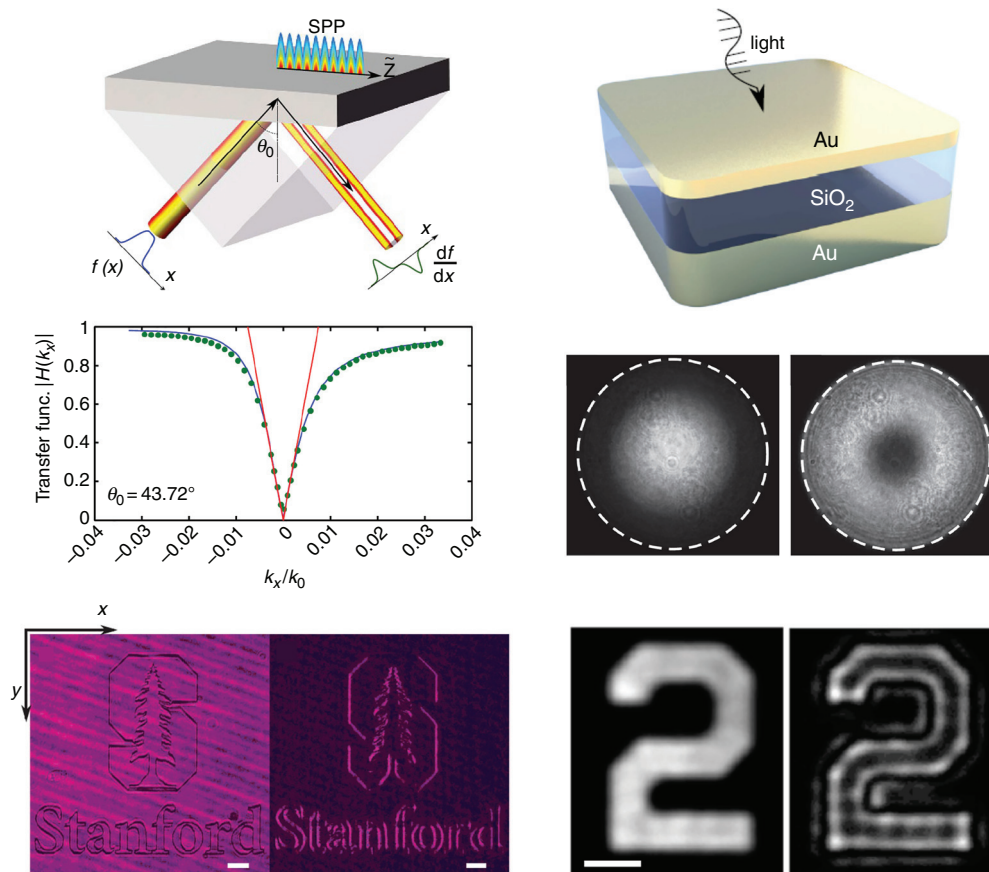 SPP
z̃
θ₀
f (x)
x
x
df
dx
light
Au
SiO₂
Au
Transfer func. |H(kₓ)|
1
0.8
0.6
0.4
0.2
0
θ₀ = 43.72°
−0.04
−0.03
−0.02
−0.01
0
0.01
0.02
0.03
0.04
kₓ/k₀
x
y
S
Stanford
S
Stanford
2
2